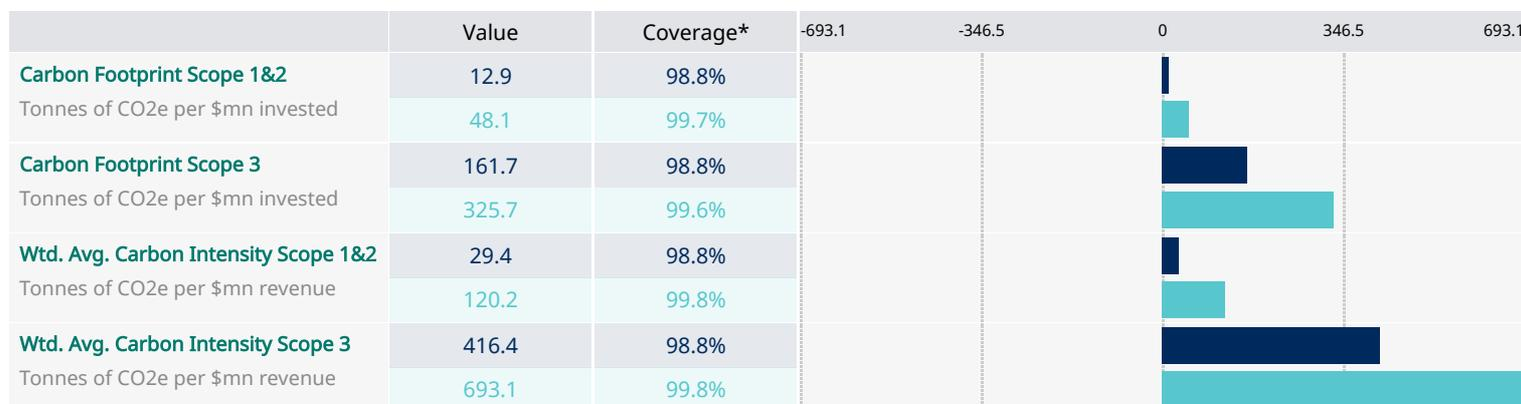 Value Coverage* -693.1 -346.5 0 346.5 693.1
Carbon Footprint Scope 1&2 12.9 98.8%
Tonnes of CO2e per $mn invested 48.1 99.7%
Carbon Footprint Scope 3 161.7 98.8%
Tonnes of CO2e per $mn invested 325.7 99.6%
Wtd. Avg. Carbon Intensity Scope 1&2 29.4 98.8%
Tonnes of CO2e per $mn revenue 120.2 99.8%
Wtd. Avg. Carbon Intensity Scope 3 416.4 98.8%
Tonnes of CO2e per $mn revenue 693.1 99.8%